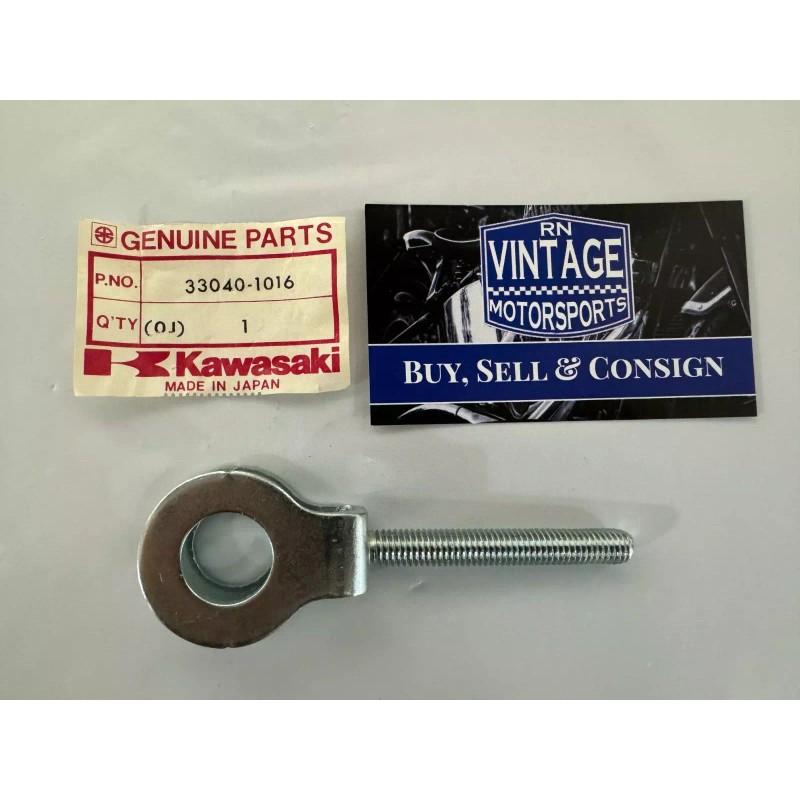 GENUINE PARTS
P.NO. 33040-1016
Q'TY (OJ) 1
Kawasaki
MADE IN JAPAN
RN
VINTAGE
MOTORSPORTS
BUY, SELL & CONSIGN